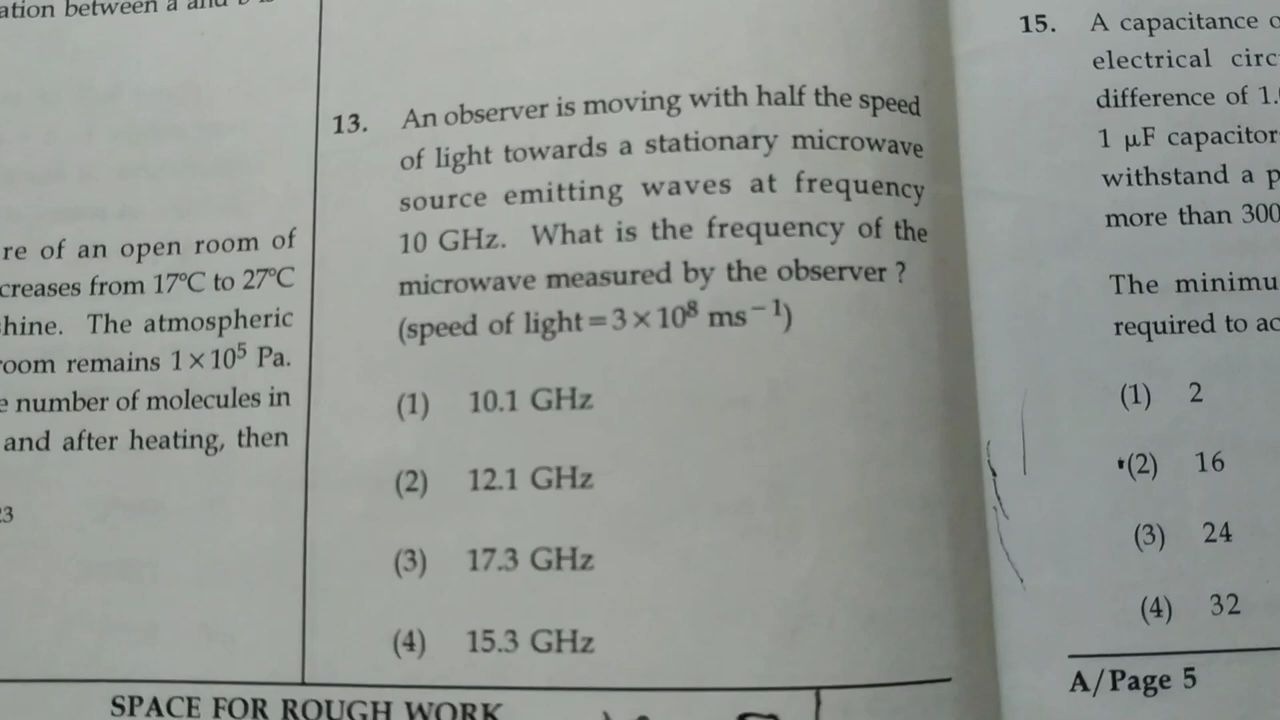 ation between a and b is
re of an open room of
creases from 17°C to 27°C
hine. The atmospheric
room remains 1×10⁵ Pa.
e number of molecules in
and after heating, then
23
13. An observer is moving with half the speed
of light towards a stationary microwave
source emitting waves at frequency
10 GHz. What is the frequency of the
microwave measured by the observer ?
(speed of light=3×10⁸ ms⁻¹)
(1) 10.1 GHz
(2) 12.1 GHz
(3) 17.3 GHz
(4) 15.3 GHz
SPACE FOR ROUGH WORK
15. A capacitance o
electrical circ
difference of 1.
1 μF capacitor
withstand a p
more than 300
The minimu
required to ac
(1) 2
(2) 16
(3) 24
(4) 32
A/Page 5